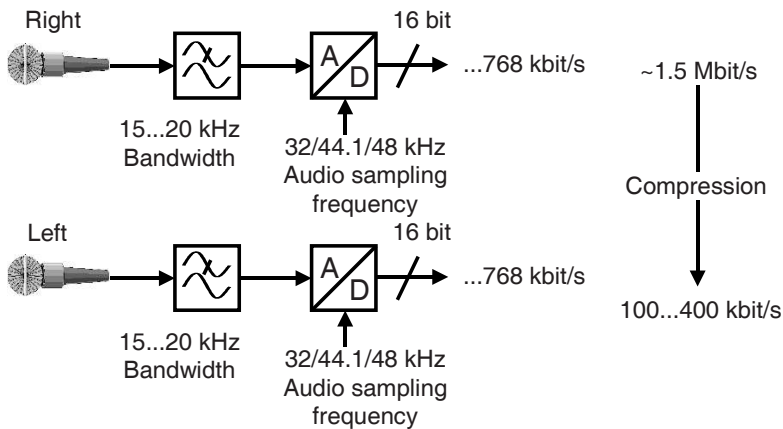 Right
16 bit
A
D
...768 kbit/s
15...20 kHz
Bandwidth
32/44.1/48 kHz
Audio sampling
frequency
Left
16 bit
A
D
...768 kbit/s
15...20 kHz
Bandwidth
32/44.1/48 kHz
Audio sampling
frequency
~1.5 Mbit/s
Compression
100...400 kbit/s